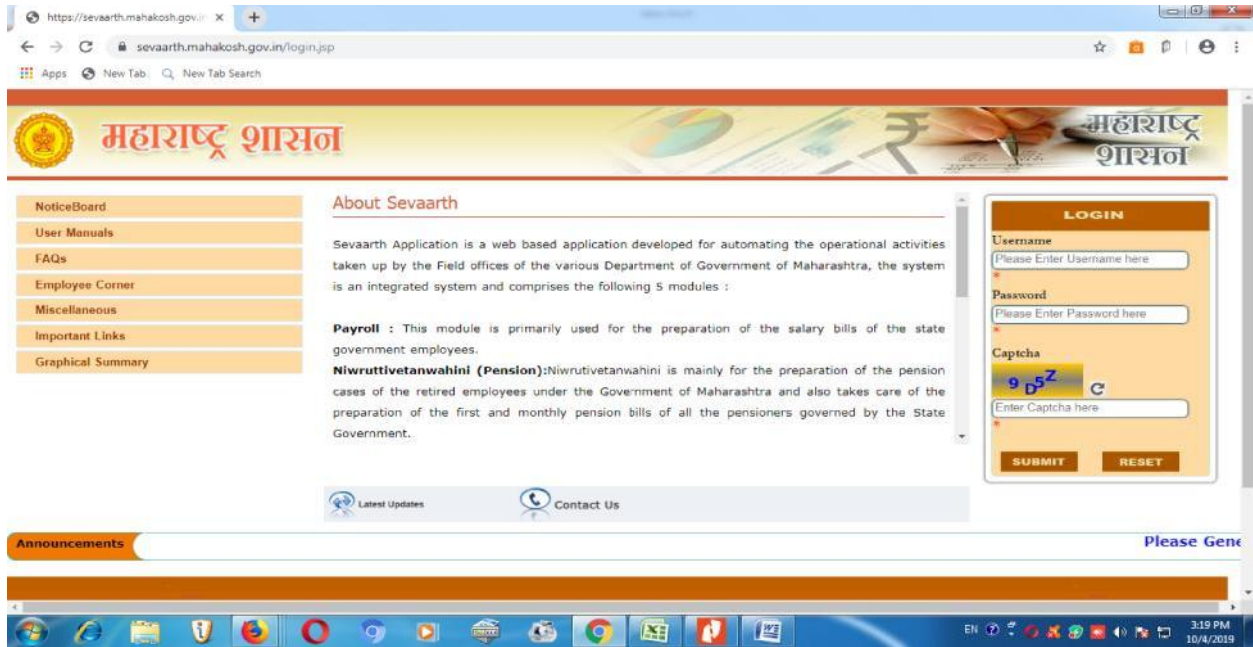 https://sevaarth.mahakosh.gov.in
sevaarth.mahakosh.gov.in/login.jsp
Apps New Tab New Tab Search
महाराष्ट्र शासन
महाराष्ट्र
शासन
NoticeBoard
User Manuals
FAQs
Employee Corner
Miscellaneous
Important Links
Graphical Summary
About Sevaarth
Sevaarth Application is a web based application developed for automating the operational activities
taken up by the Field offices of the various Department of Government of Maharashtra, the system
is an integrated system and comprises the following 5 modules :
Payroll : This module is primarily used for the preparation of the salary bills of the state
government employees.
Niwruttivetanwahini (Pension):Niwrutivetanwahini is mainly for the preparation of the pension
cases of the retired employees under the Government of Maharashtra and also takes care of the
preparation of the first and monthly pension bills of all the pensioners governed by the State
Government.
Latest Updates Contact Us
LOGIN
Username
Please Enter Username here
*
Password
Please Enter Password here
*
Captcha
9 D5Z
Enter Captcha here
*
SUBMIT RESET
Announcements Please Gene
EN 3:19 PM
10/4/2019